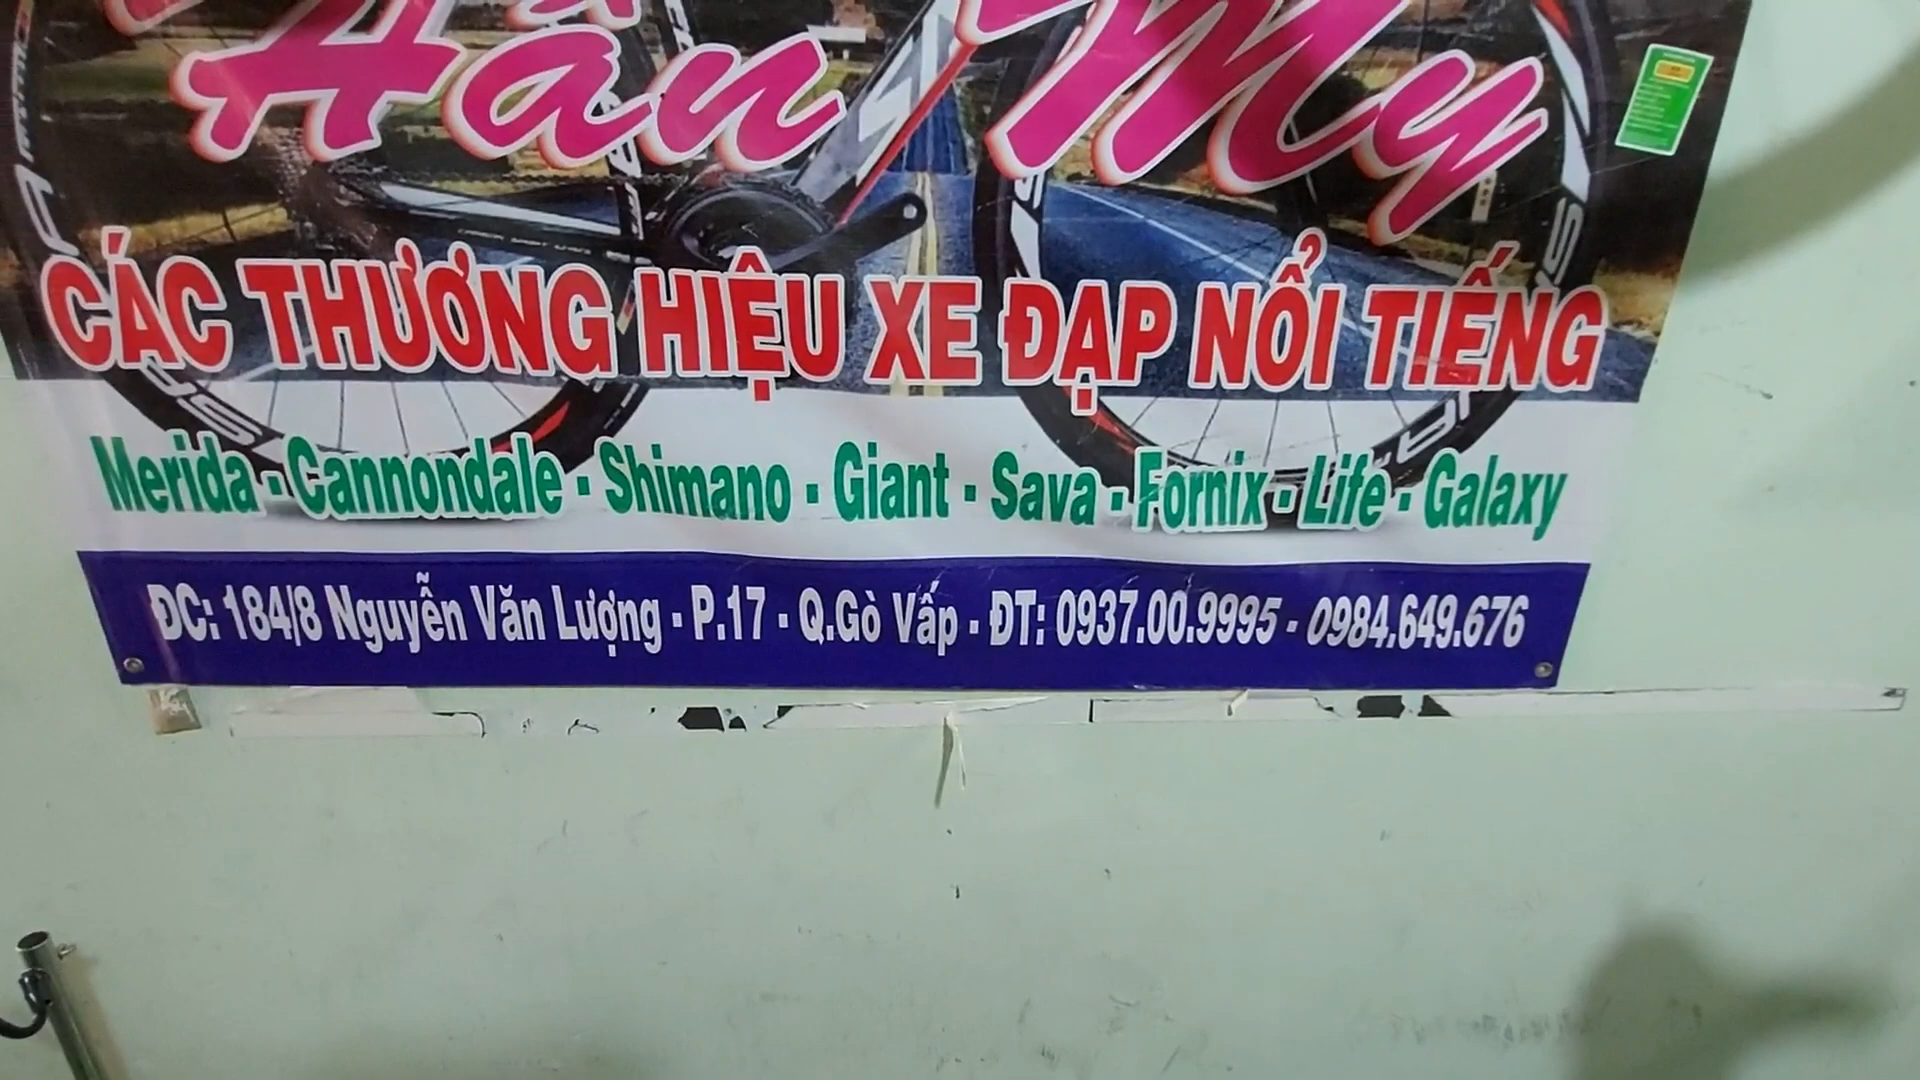 Hân My
CÁC THƯƠNG HIỆU XE ĐẠP NỔI TIẾNG
Merida - Cannondale - Shimano - Giant - Sava - Fornix - Life - Galaxy
ĐC: 184/8 Nguyễn Văn Lượng - P.17 - Q.Gò Vấp - ĐT: 0937.00.9995 - 0984.649.676